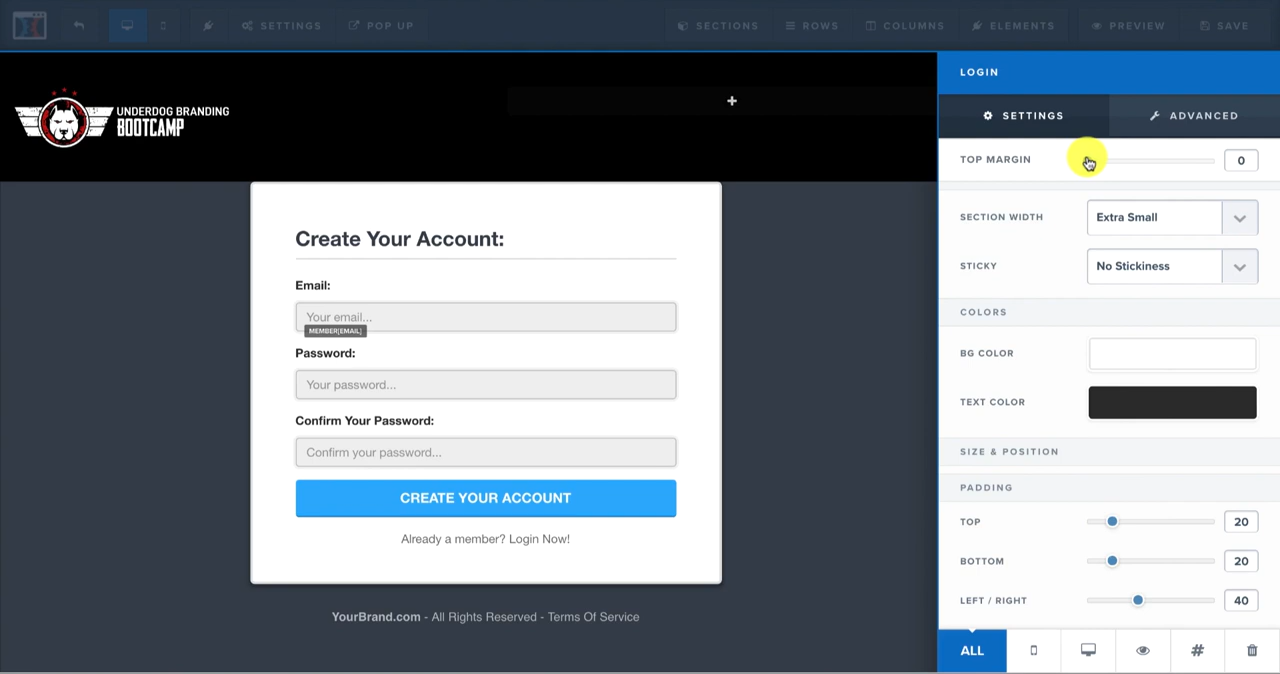 SETTINGS
POP UP
SECTIONS
ROWS
COLUMNS
ELEMENTS
PREVIEW
SAVE
UNDERDOG BRANDING
BOOTCAMP
Create Your Account:
Email:
Your email...
MEMBER[EMAIL]
Password:
Your password...
Confirm Your Password:
Confirm your password...
CREATE YOUR ACCOUNT
Already a member? Login Now!
YourBrand.com - All Rights Reserved - Terms Of Service
LOGIN
SETTINGS
ADVANCED
TOP MARGIN 0
SECTION WIDTH Extra Small
STICKY No Stickiness
COLORS
BG COLOR
TEXT COLOR
SIZE & POSITION
PADDING
TOP 20
BOTTOM 20
LEFT / RIGHT 40
ALL
#